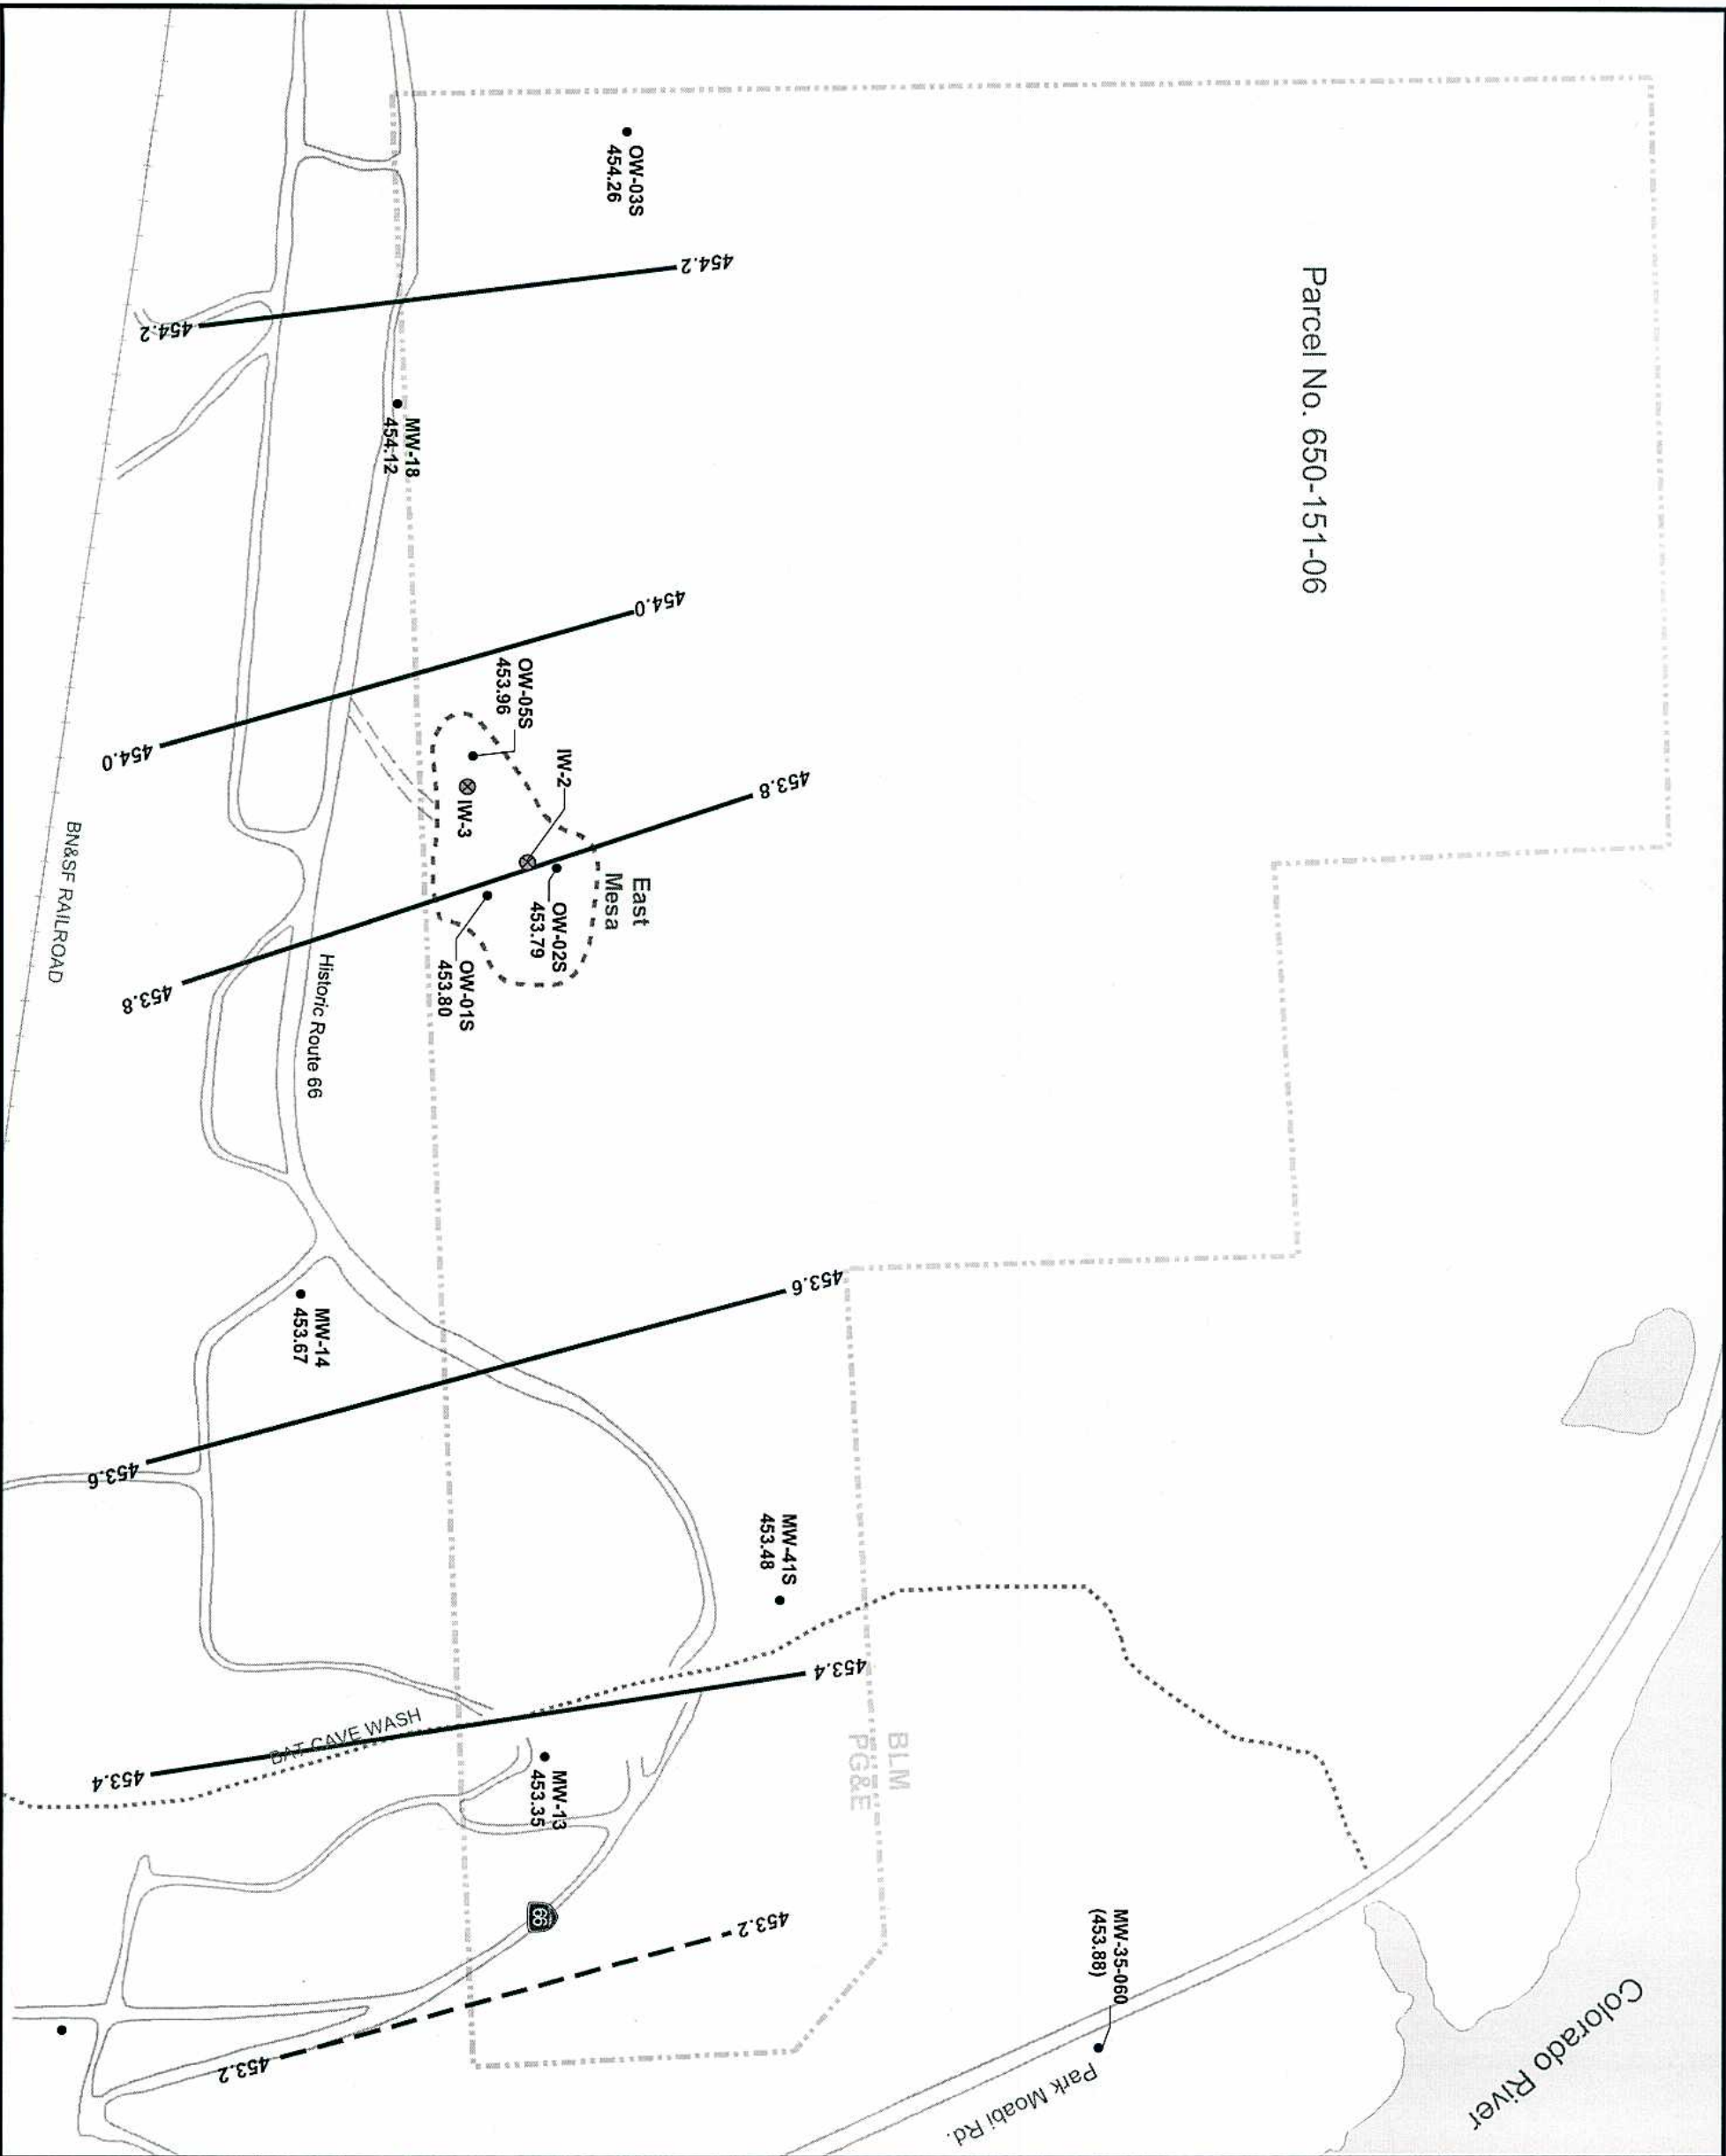 Parcel No. 650-151-06
OW-03S
454.26
454.2
454.2
MW-18
454.12
454.0
454.0
OW-05S
453.96
IW-2
IW-3
453.8
453.8
East
Mesa
OW-02S
453.79
OW-01S
453.80
BN&SF RAILROAD
Historic Route 66
453.6
453.6
MW-14
453.67
MW-41S
453.48
453.4
453.4
BAT CAVE WASH
BLM
PG&E
MW-13
453.35
66
453.2
453.2
MW-35-060
(453.88)
Park Moabi Rd.
Colorado River